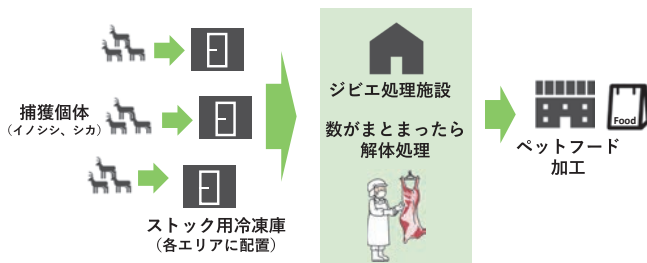 捕獲個体
（イノシシ、シカ）
ストック用冷凍庫
（各エリアに配置）
ジビエ処理施設
数がまとまったら
解体処理
Food
ペットフード
加工